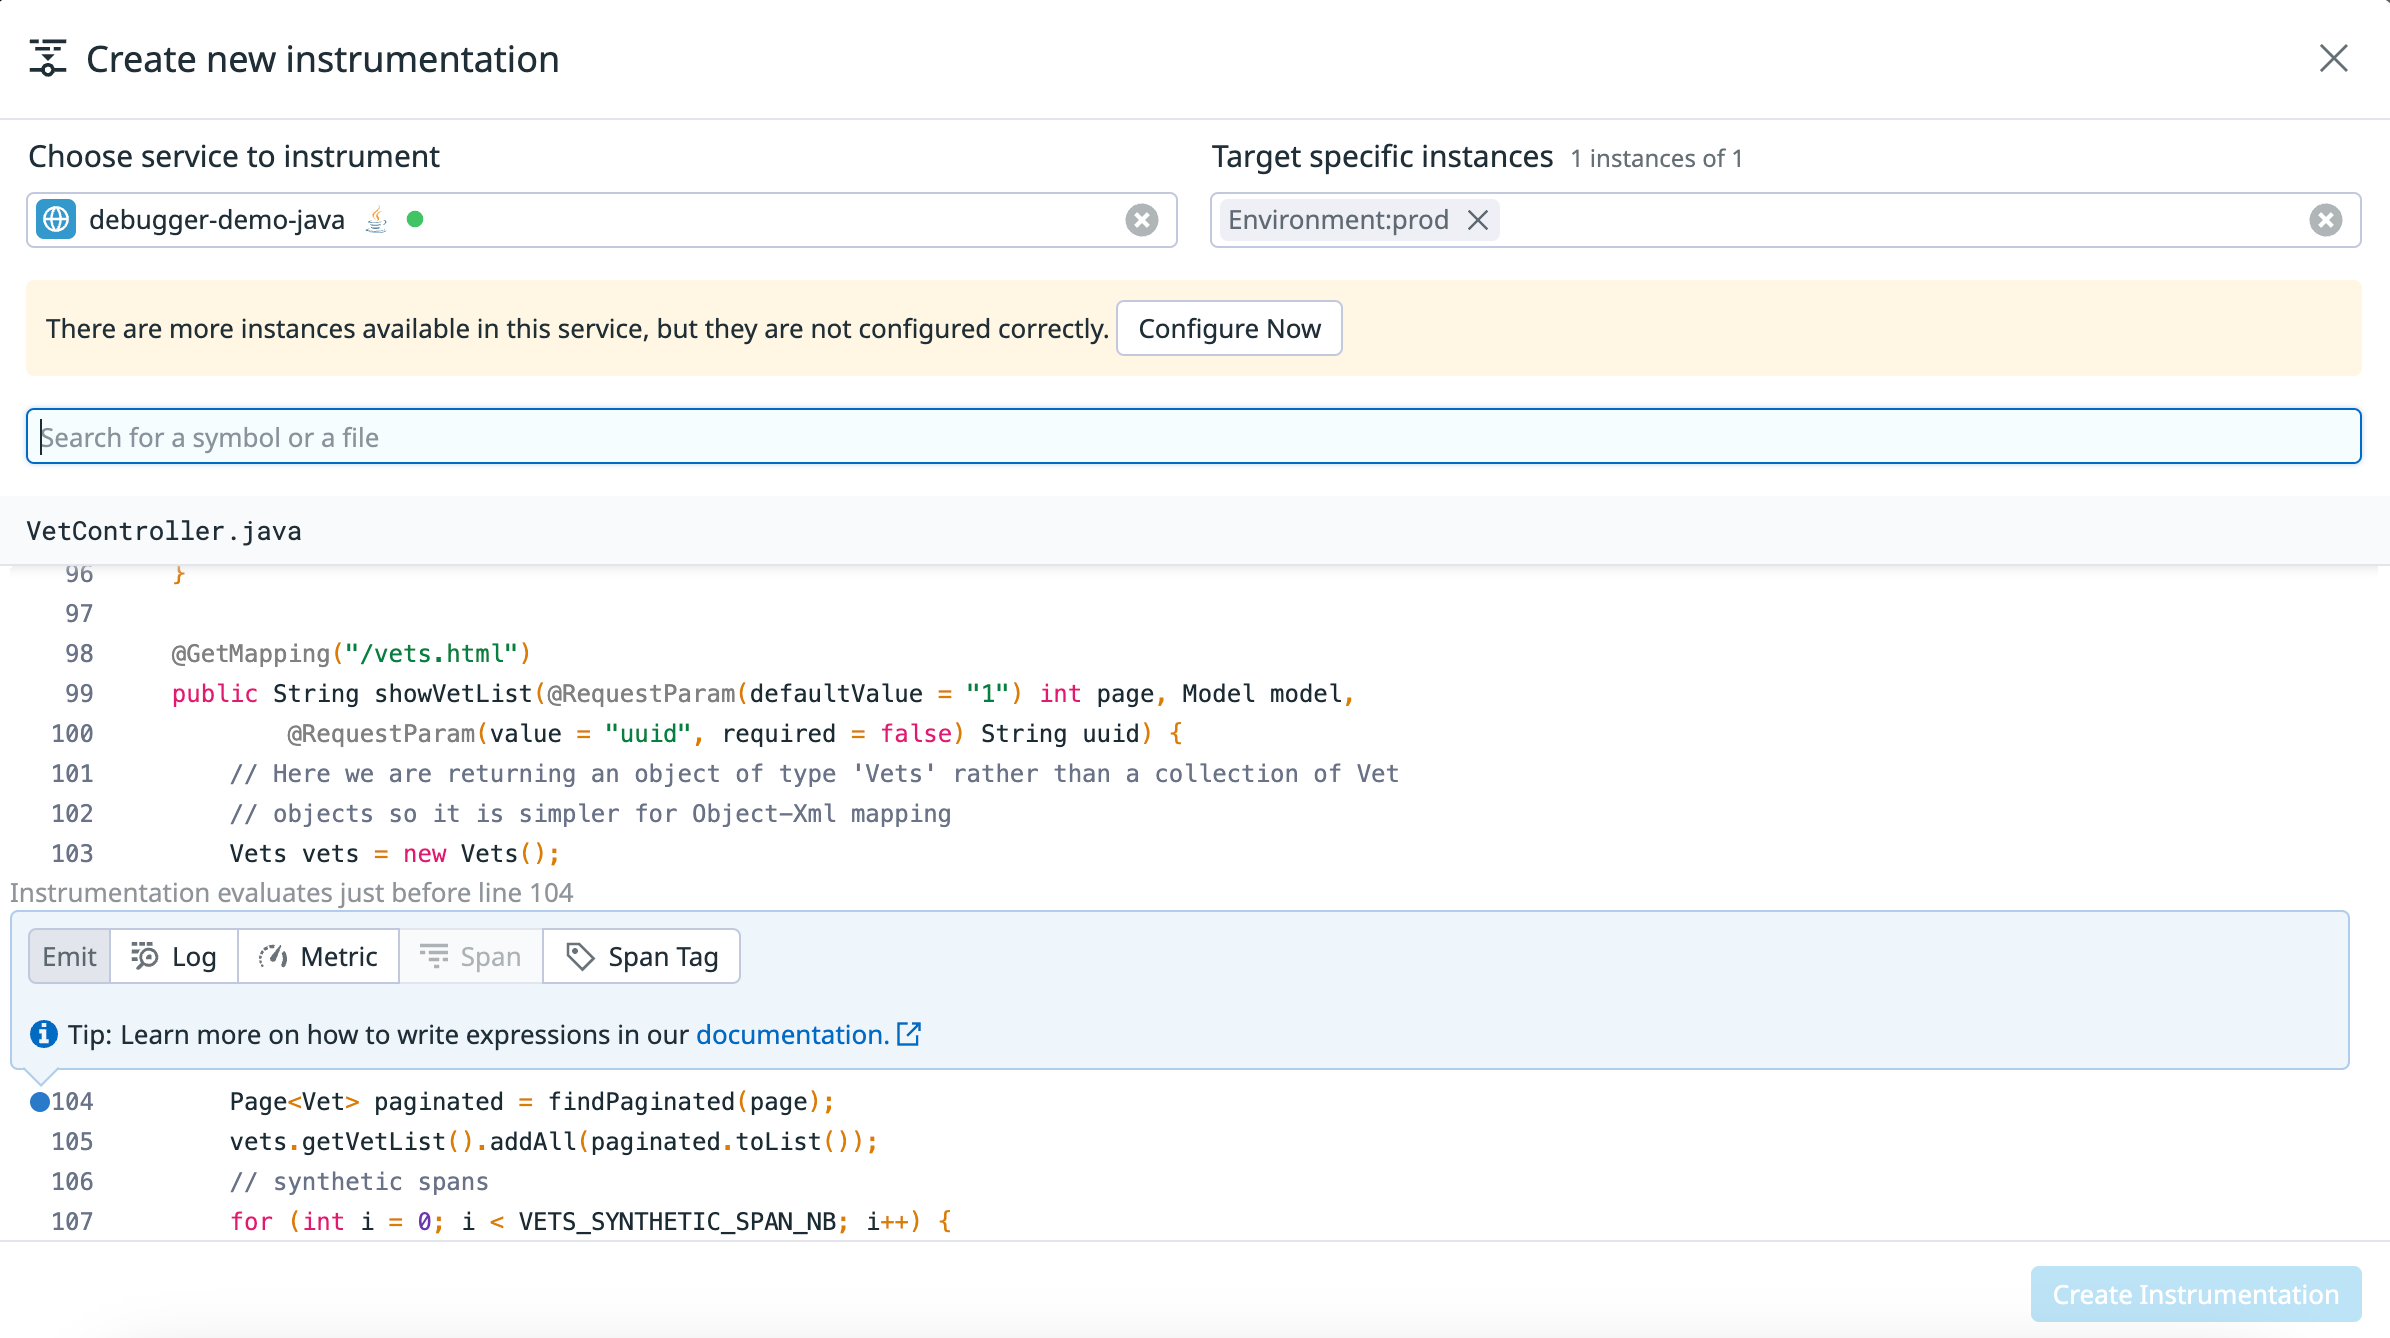 Create new instrumentation
Choose service to instrument
Target specific instances 1 instances of 1
debugger-demo-java
Environment:prod
There are more instances available in this service, but they are not configured correctly. Configure Now
Search for a symbol or a file
VetController.java
96 }
97
98 @GetMapping("/vets.html")
99 public String showVetList(@RequestParam(defaultValue = "1") int page, Model model,
100 @RequestParam(value = "uuid", required = false) String uuid) {
101 // Here we are returning an object of type 'Vets' rather than a collection of Vet
102 // objects so it is simpler for Object-Xml mapping
103 Vets vets = new Vets();
Instrumentation evaluates just before line 104
Emit Log Metric Span Span Tag
Tip: Learn more on how to write expressions in our documentation.
104 Page<Vet> paginated = findPaginated(page);
105 vets.getVetList().addAll(paginated.toList());
106 // synthetic spans
107 for (int i = 0; i < VETS_SYNTHETIC_SPAN_NB; i++) {
Create Instrumentation